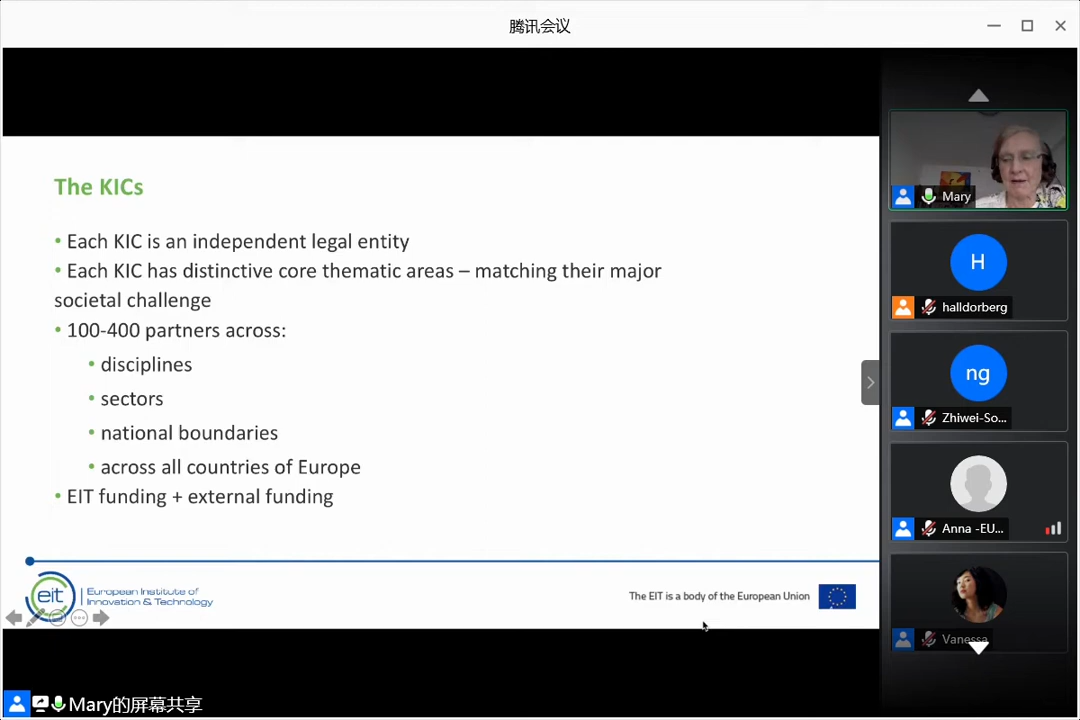 腾讯会议
The KICs
• Each KIC is an independent legal entity
• Each KIC has distinctive core thematic areas – matching their major
societal challenge
• 100-400 partners across:
• disciplines
• sectors
• national boundaries
• across all countries of Europe
• EIT funding + external funding
eit
European Institute of
Innovation & Technology
The EIT is a body of the European Union
Mary的屏幕共享
Mary
H
halldorberg
ng
Zhiwei-So...
Anna -EU...
Vanessa